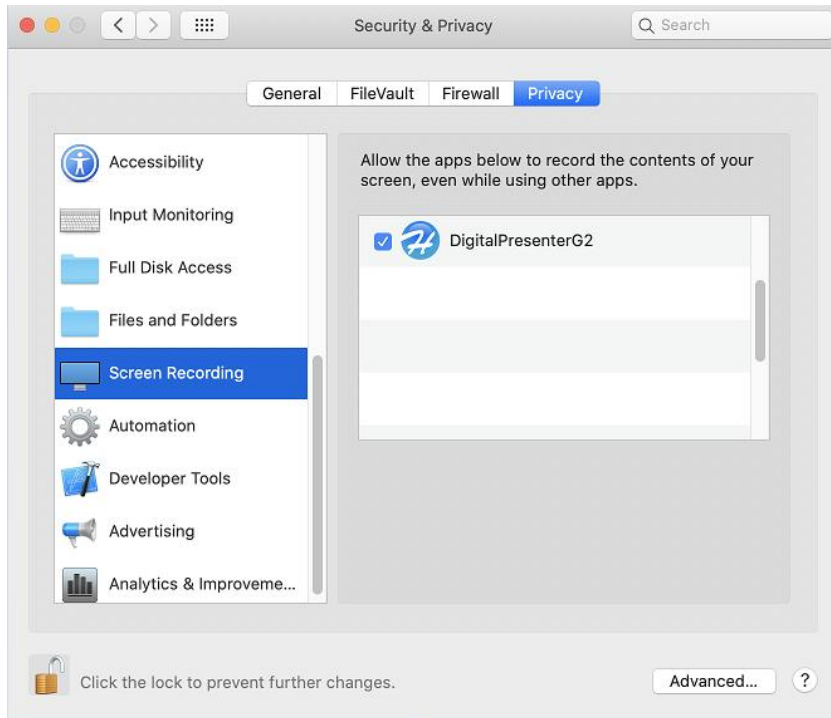 Security & Privacy
Search
General
FileVault
Firewall
Privacy
Accessibility
Input Monitoring
Full Disk Access
Files and Folders
Screen Recording
Automation
Developer Tools
Advertising
Analytics & Improveme...
Allow the apps below to record the contents of your
screen, even while using other apps.
DigitalPresenterG2
Click the lock to prevent further changes.
Advanced...
?